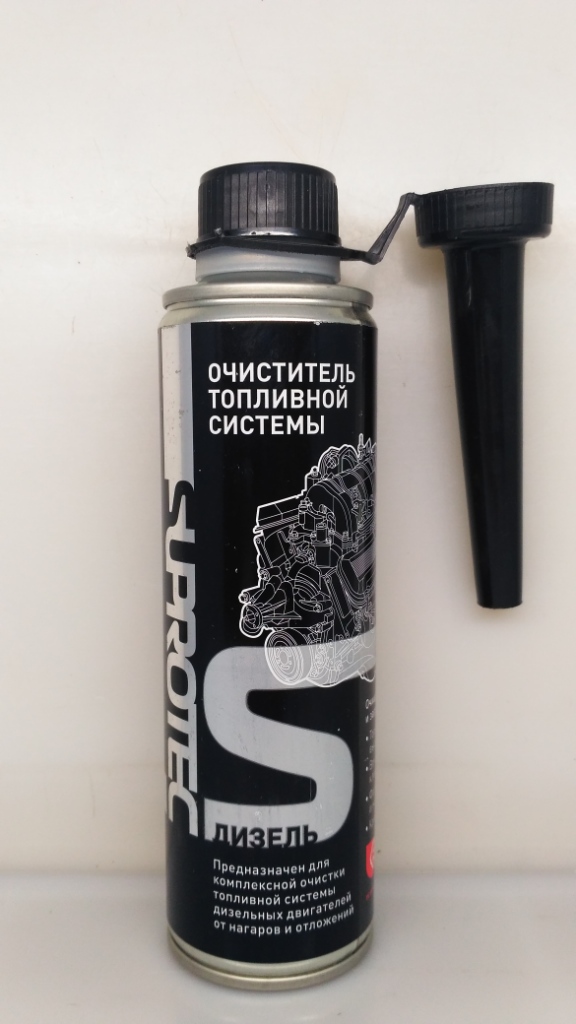 ОЧИСТИТЕЛЬ
ТОПЛИВНОЙ
СИСТЕМЫ
SUPROTEC
S
ДИЗЕЛЬ
Предназначен для
комплексной очистки
топливной системы
дизельных двигателей
от нагаров и отложений